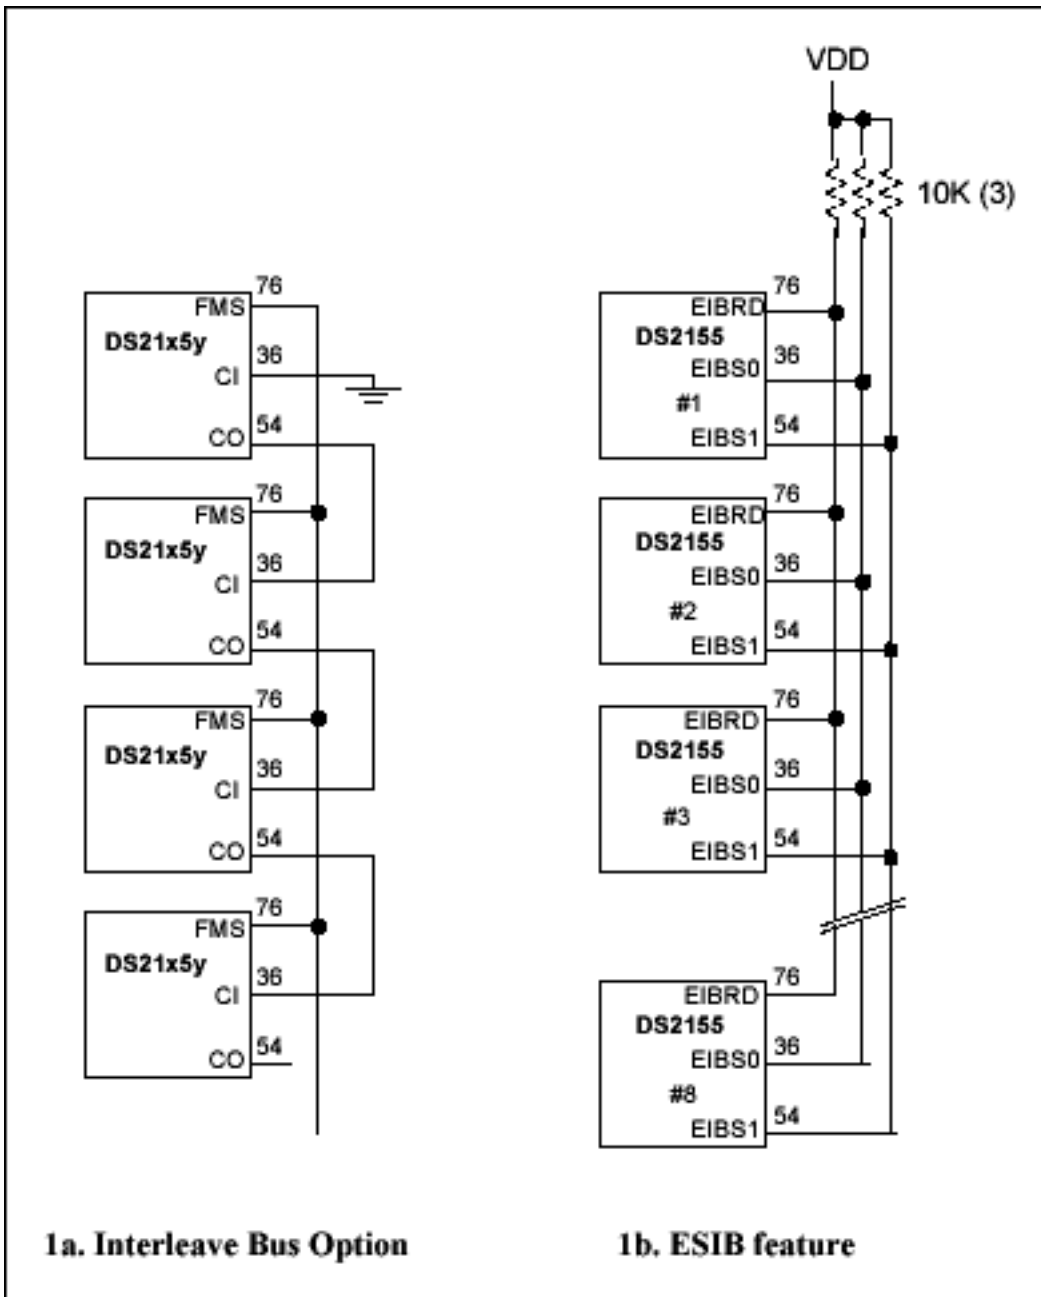 VDD
10K (3)
76
FMS
DS21x5y
36
CI
54
CO
76
FMS
DS21x5y
36
CI
54
CO
76
FMS
DS21x5y
36
CI
54
CO
76
FMS
DS21x5y
36
CI
54
CO
76
EIBRD
DS2155
36
EIBS0
#1
54
EIBS1
76
EIBRD
DS2155
36
EIBS0
#2
54
EIBS1
76
EIBRD
DS2155
36
EIBS0
#3
54
EIBS1
76
EIBRD
DS2155
36
EIBS0
#8
54
EIBS1
1a. Interleave Bus Option
1b. ESIB feature